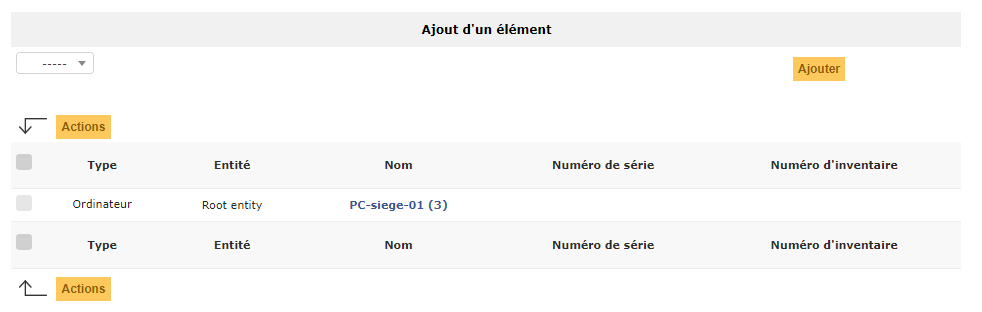 Ajout d'un élément
----- Ajouter
Actions
Type Entité Nom Numéro de série Numéro d'inventaire
Ordinateur Root entity PC-siege-01 (3)
Type Entité Nom Numéro de série Numéro d'inventaire
Actions